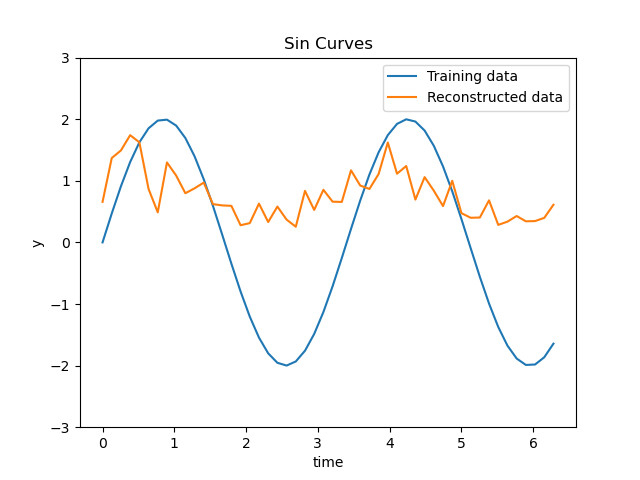 Sin Curves
Training data
Reconstructed data
3
2
1
0
−1
−2
−3
y
0
1
2
3
4
5
6
time